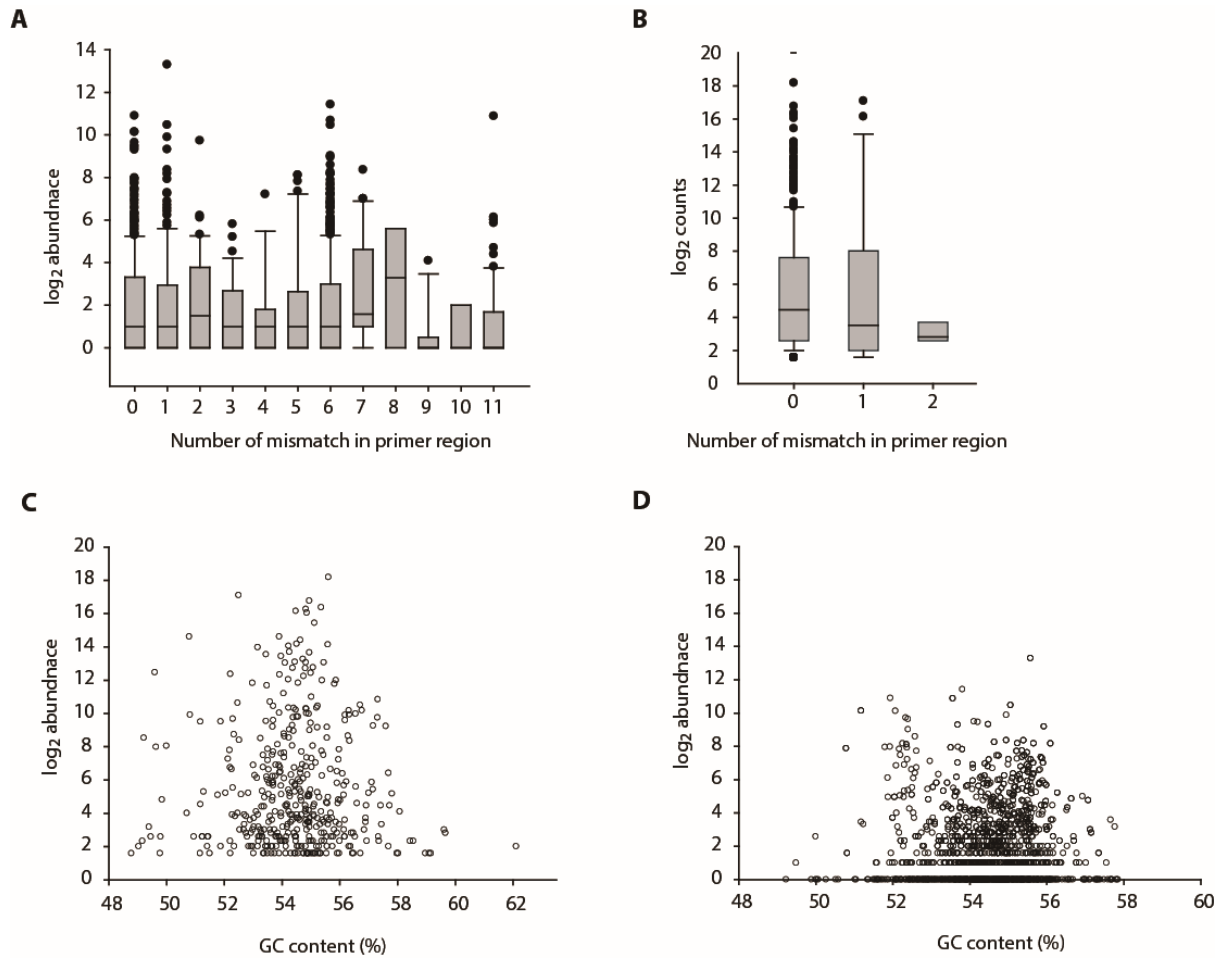 A
14
12
10
8
6
4
2
0
log2 abundnace
0 1 2 3 4 5 6 7 8 9 10 11
Number of mismatch in primer region
B
20
18
16
14
12
10
8
6
4
2
0
log2 counts
0 1 2
Number of mismatch in primer region
C
20
18
16
14
12
10
8
6
4
2
0
log2 abundnace
48 50 52 54 56 58 60 62
GC content (%)
D
20
18
16
14
12
10
8
6
4
2
0
log2 abundnace
48 50 52 54 56 58 60
GC content (%)